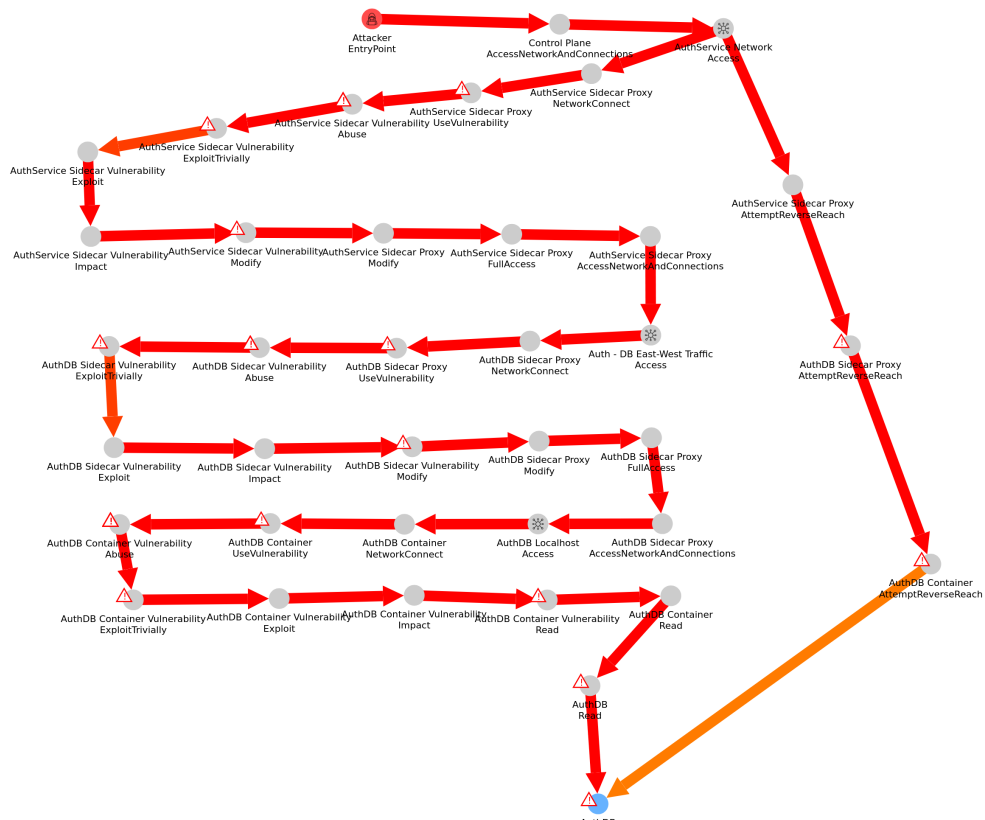 Attacker
EntryPoint
Control Plane
AccessNetworkAndConnections
AuthService Network
Access
AuthService Sidecar Proxy
NetworkConnect
AuthService Sidecar Proxy
UseVulnerability
AuthService Sidecar Vulnerability
Abuse
AuthService Sidecar Vulnerability
ExploitTrivially
AuthService Sidecar Vulnerability
Exploit
AuthService Sidecar Proxy
AttemptReverseReach
AuthService Sidecar Vulnerability
Impact
AuthService Sidecar Vulnerability
Modify
AuthService Sidecar Proxy
Modify
AuthService Sidecar Proxy
FullAccess
AuthService Sidecar Proxy
AccessNetworkAndConnections
Auth - DB East-West Traffic
Access
AuthDB Sidecar Proxy
NetworkConnect
AuthDB Sidecar Proxy
UseVulnerability
AuthDB Sidecar Vulnerability
Abuse
AuthDB Sidecar Vulnerability
ExploitTrivially
AuthDB Sidecar Proxy
AttemptReverseReach
AuthDB Sidecar Vulnerability
Exploit
AuthDB Sidecar Vulnerability
Impact
AuthDB Sidecar Vulnerability
Modify
AuthDB Sidecar Proxy
Modify
AuthDB Sidecar Proxy
FullAccess
AuthDB Sidecar Proxy
AccessNetworkAndConnections
AuthDB Localhost
Access
AuthDB Container
NetworkConnect
AuthDB Container
UseVulnerability
AuthDB Container Vulnerability
Abuse
AuthDB Container
AttemptReverseReach
AuthDB Container Vulnerability
ExploitTrivially
AuthDB Container Vulnerability
Exploit
AuthDB Container Vulnerability
Impact
AuthDB Container Vulnerability
Read
AuthDB Container
Read
AuthDB
Read